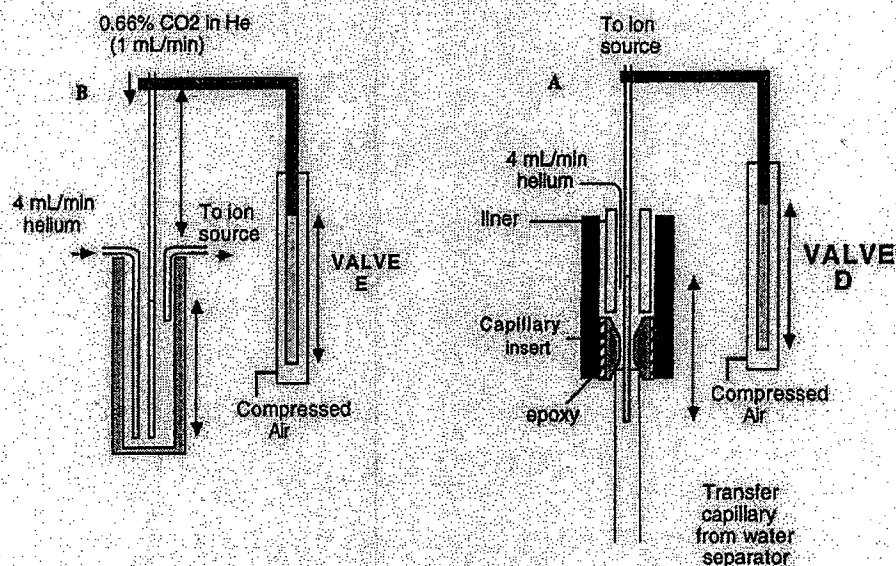 0.66% CO2 in He
(1 mL/min)
B
4 mL/min
helium
To ion
source
VALVE
E
Compressed
Air
To ion
source
A
4 mL/min
helium
liner
Capillary
insert
epoxy
VALVE
D
Compressed
Air
Transfer
capillary
from water
separator